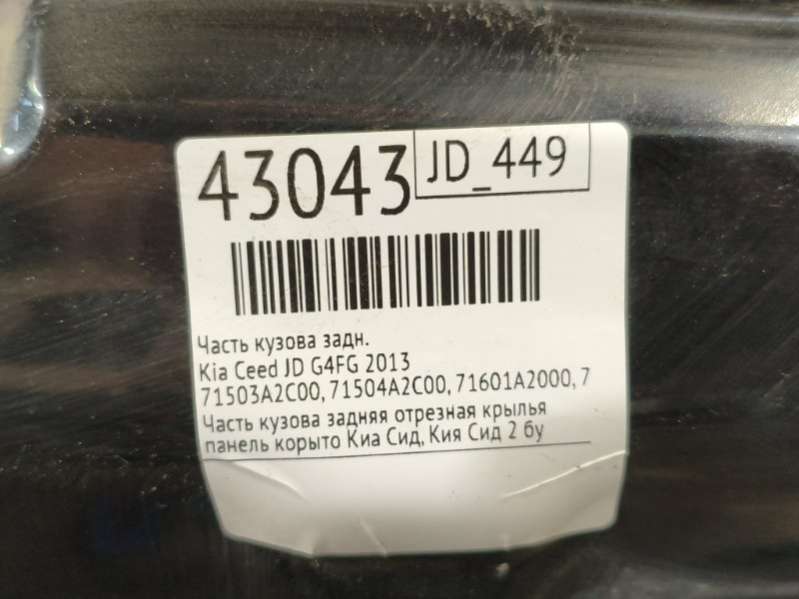 43043
JD_449
Часть кузова задн.
Kia Ceed JD G4FG 2013
71503A2C00, 71504A2C00, 71601A2000, 7
Часть кузова задняя отрезная крылья
панель корыто Киа Сид, Кия Сид 2 бу